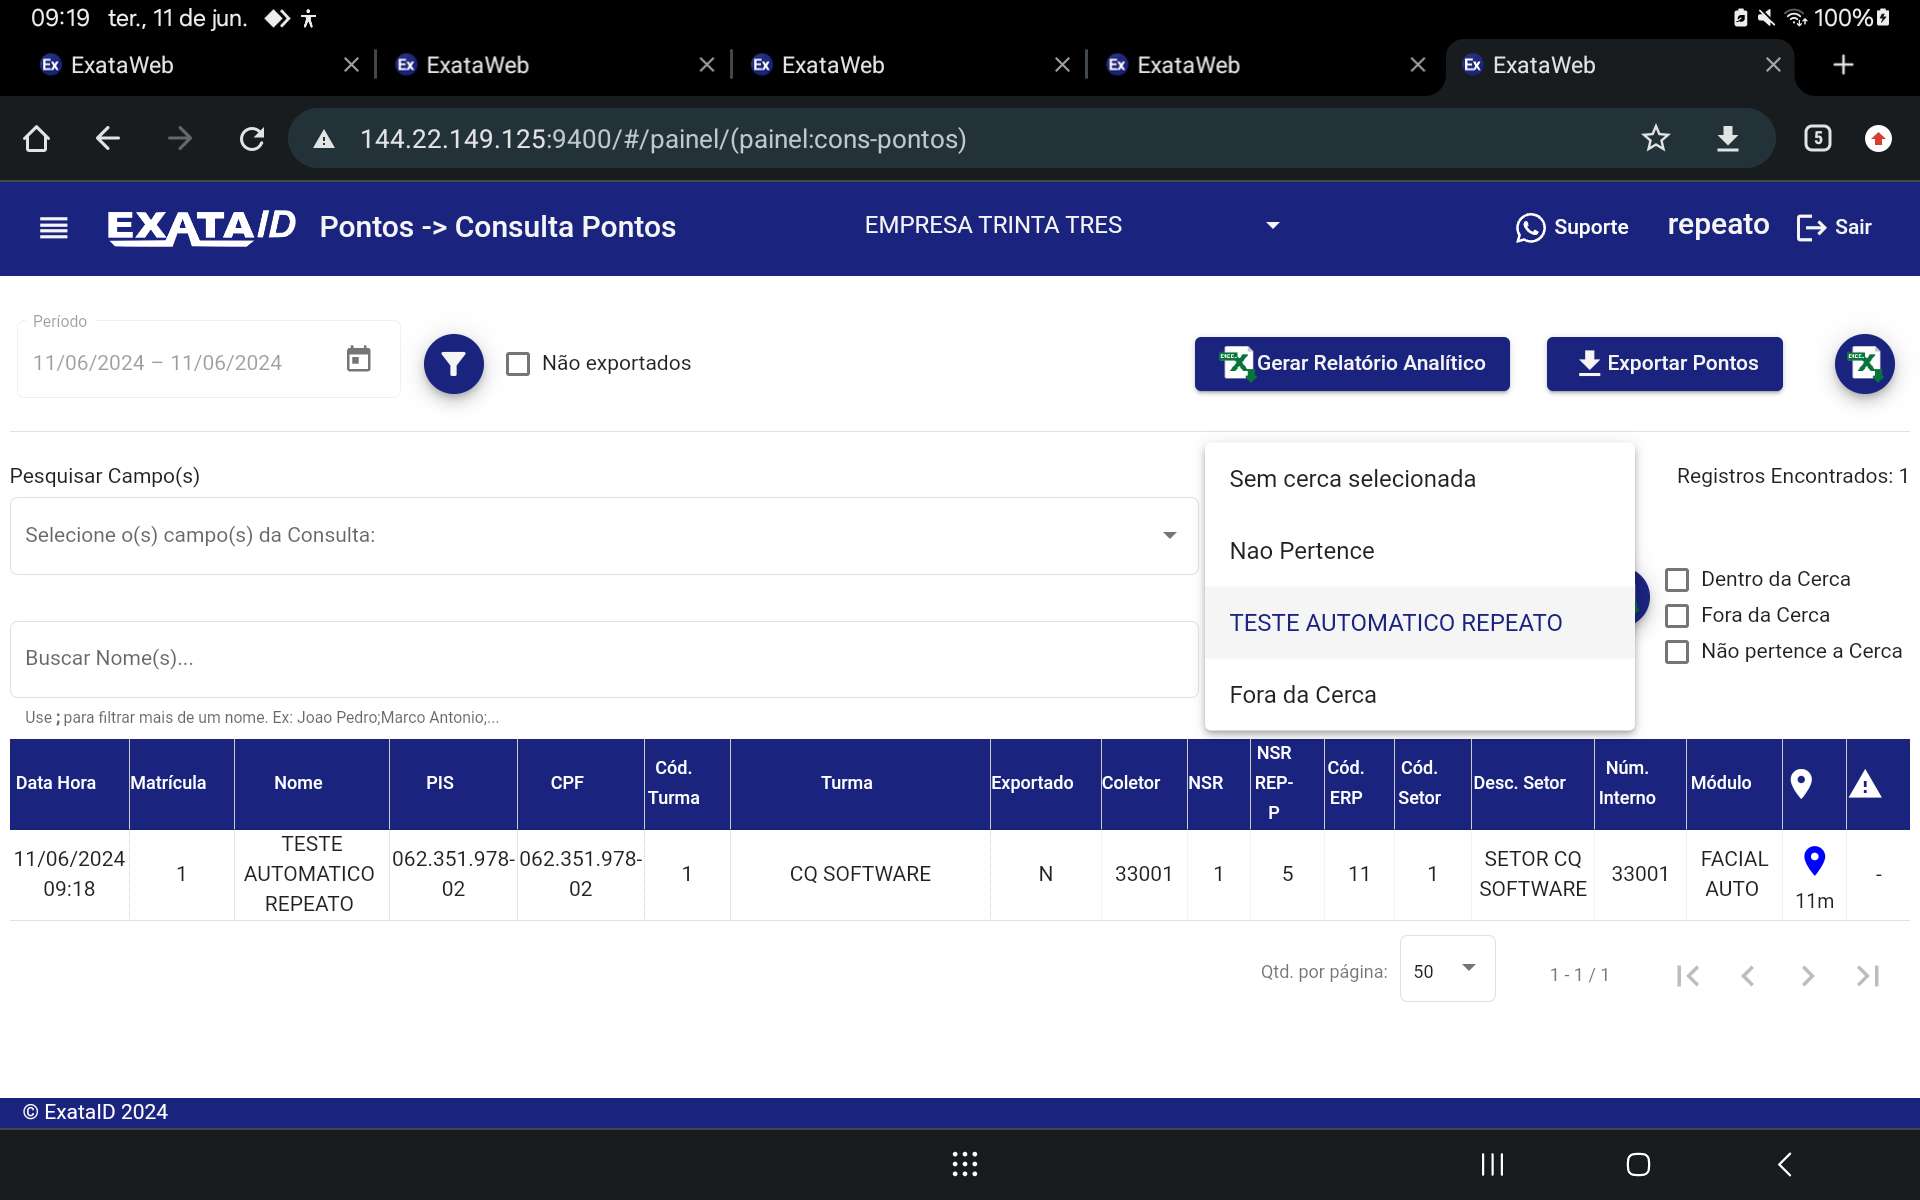 09:19 ter., 11 de jun. 100%
Ex ExataWeb Ex ExataWeb Ex ExataWeb Ex ExataWeb Ex ExataWeb
144.22.149.125:9400/#/painel/(painel:cons-pontos) 5
EXATA ID Pontos -> Consulta Pontos EMPRESA TRINTA TRES Suporte repeato Sair
Período
11/06/2024 – 11/06/2024 Não exportados Gerar Relatório Analítico Exportar Pontos
Pesquisar Campo(s) Registros Encontrados: 1
Selecione o(s) campo(s) da Consulta:
Sem cerca selecionada
Nao Pertence
TESTE AUTOMATICO REPEATO
Fora da Cerca
Dentro da Cerca
Fora da Cerca
Não pertence a Cerca
Buscar Nome(s)...
Use ; para filtrar mais de um nome. Ex: Joao Pedro;Marco Antonio;...
Data Hora Matrícula Nome PIS CPF Cód. Turma Turma Exportado Coletor NSR NSR REP-P Cód. ERP Cód. Setor Desc. Setor Núm. Interno Módulo
11/06/2024 09:18 1 TESTE AUTOMATICO REPEATO 062.351.978-02 062.351.978-02 1 CQ SOFTWARE N 33001 1 5 11 1 SETOR CQ SOFTWARE 33001 FACIAL AUTO 11m -
Qtd. por página: 50 1 - 1 / 1
© ExataID 2024